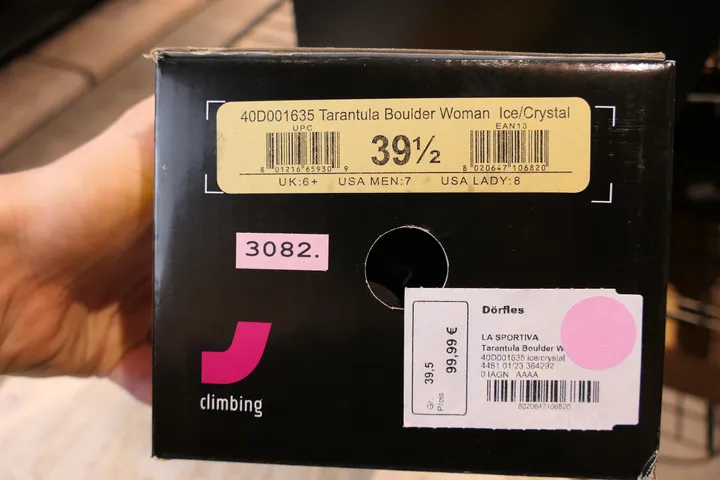 40D001635 Tarantula Boulder Woman Ice/Crystal
UPC
EAN13
39½
8 01216 65930 9
8 020647 106820
UK:6+ USA MEN:7 USA LADY:8
3082.
climbing
Dörfles
Gr. 39,5
Preis 99,99 €
LA SPORTIVA
Tarantula Boulder W
40D001635 ice/crystal
4481 01/23 364292
0 IAGN AAAA
8020647106820